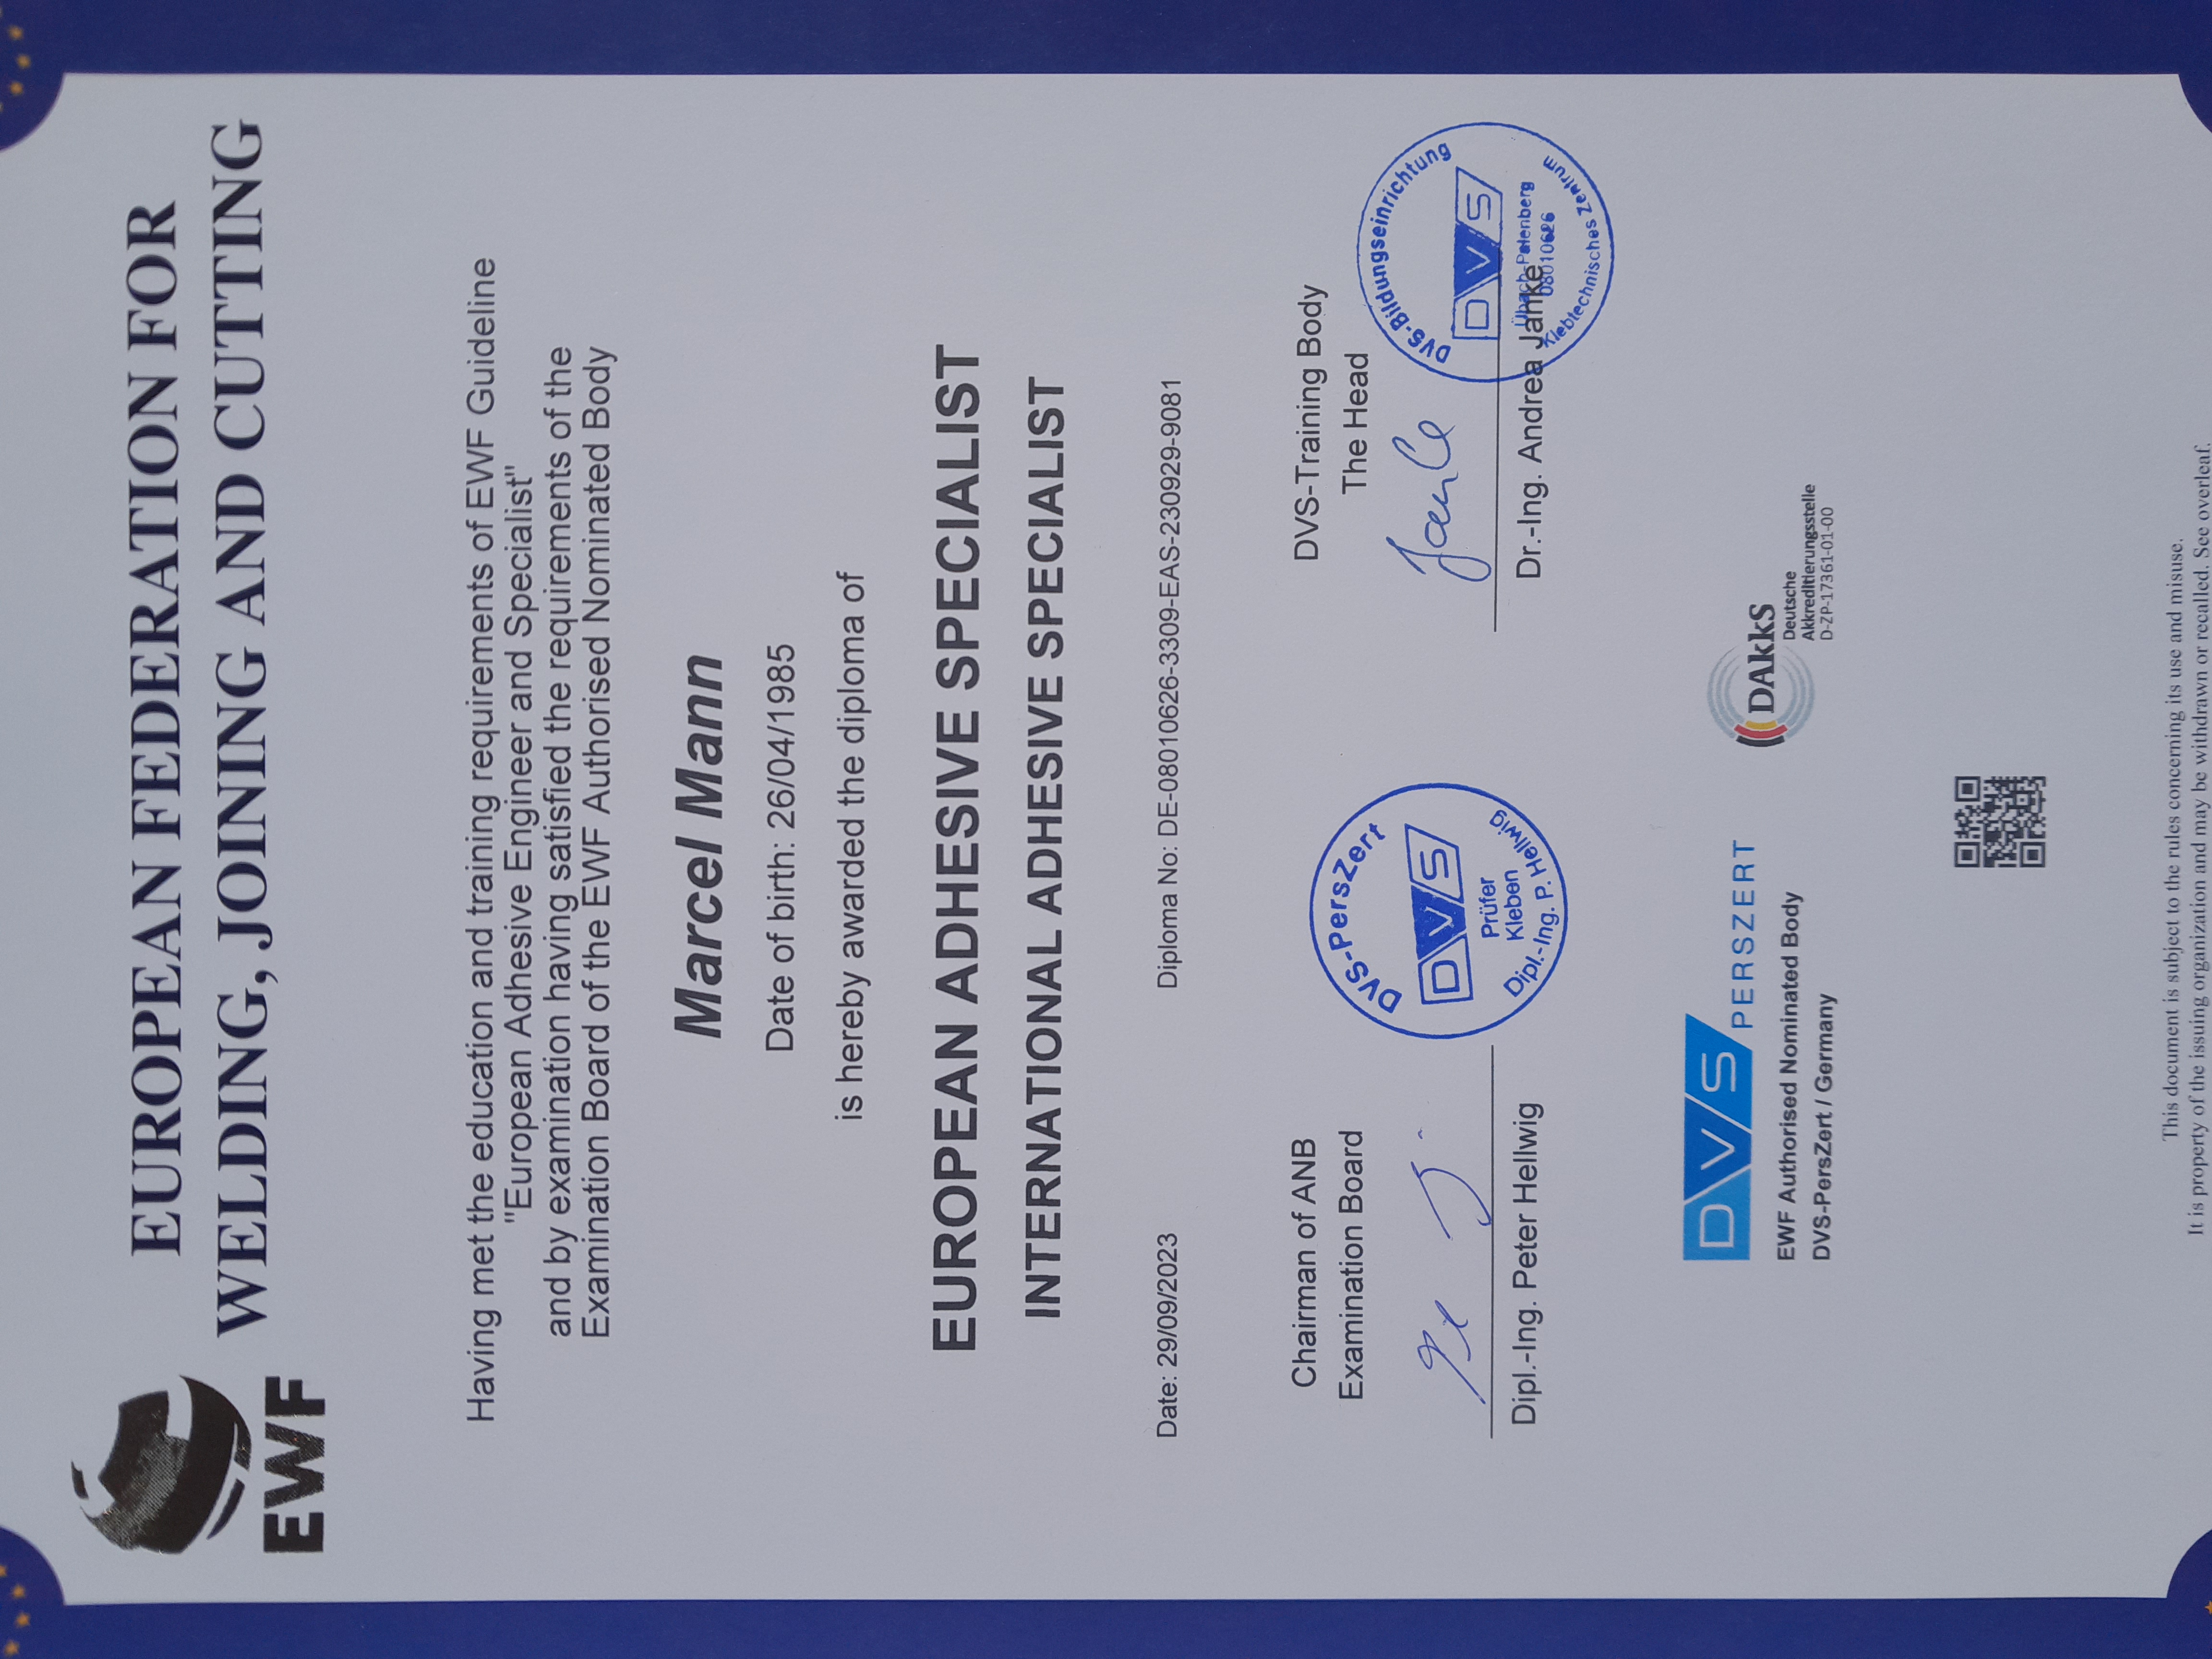 EWF
EUROPEAN FEDERATION FOR
WELDING, JOINING AND CUTTING
Having met the education and training requirements of EWF Guideline
"European Adhesive Engineer and Specialist"
and by examination having satisfied the requirements of the
Examination Board of the EWF Authorised Nominated Body
Marcel Mann
Date of birth: 26/04/1985
is hereby awarded the diploma of
EUROPEAN ADHESIVE SPECIALIST
INTERNATIONAL ADHESIVE SPECIALIST
Date: 29/09/2023
Diploma No: DE-08010626-3309-EAS-230929-9081
Chairman of ANB
Examination Board
Dipl.-Ing. Peter Hellwig
DVS-PersZert
DVS
Prüfer
Kleben
Dipl.-Ing. P. Hellwig
DVS-Training Body
The Head
Janke
Dr.-Ing. Andrea Janke
DVS-Bildungseinrichtung
DVS
Übach-Palenberg
08010626
Klebtechnisches Zentrum
DVS PERSZERT
EWF Authorised Nominated Body
DVS-PersZert / Germany
DAkkS
Deutsche
Akkreditierungsstelle
D-ZP-17361-01-00
This document is subject to the rules concerning its use and misuse.
It is property of the issuing organization and may be withdrawn or recalled. See overleaf.